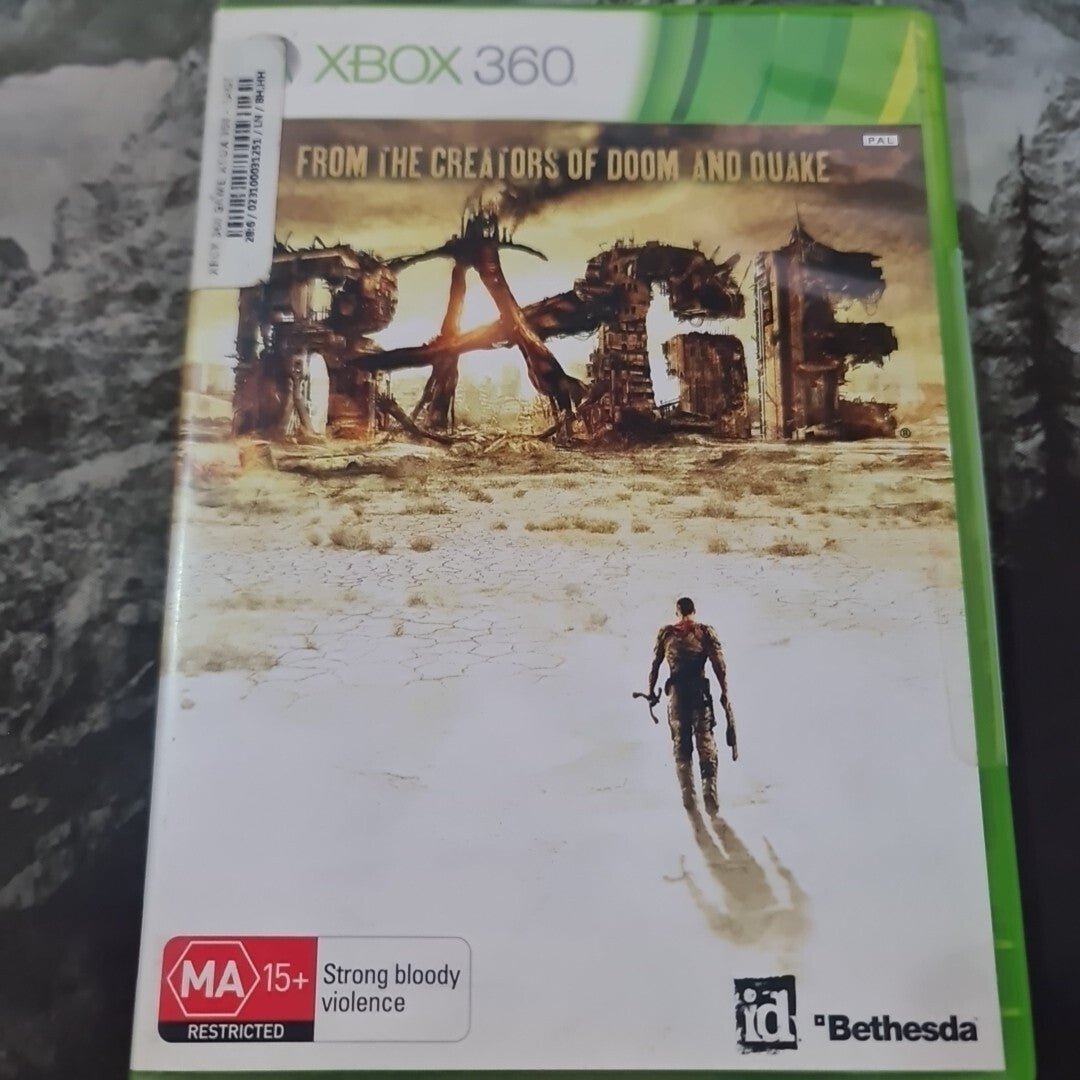 XBOX 360
PAL
FROM THE CREATORS OF DOOM AND QUAKE
RAGE
®
MA 15+
RESTRICTED
Strong bloody
violence
id
Bethesda